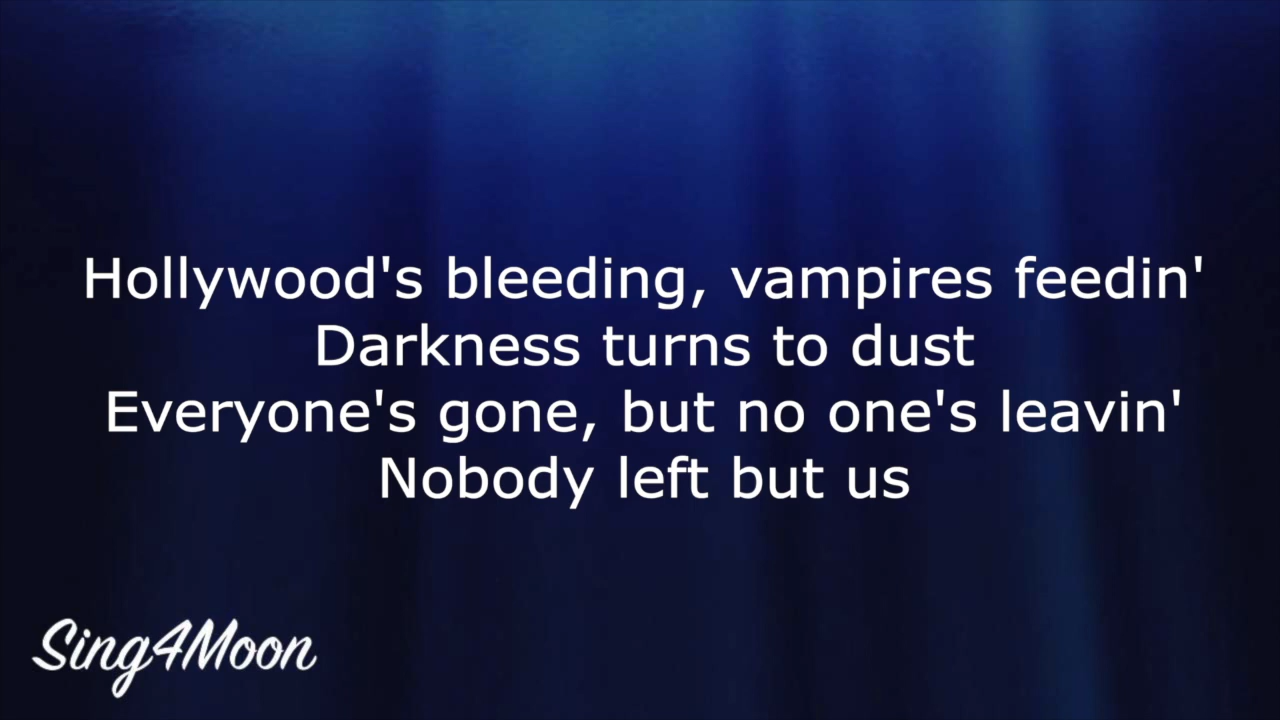 Hollywood's bleeding, vampires feedin'
Darkness turns to dust
Everyone's gone, but no one's leavin'
Nobody left but us
Sing4Moon